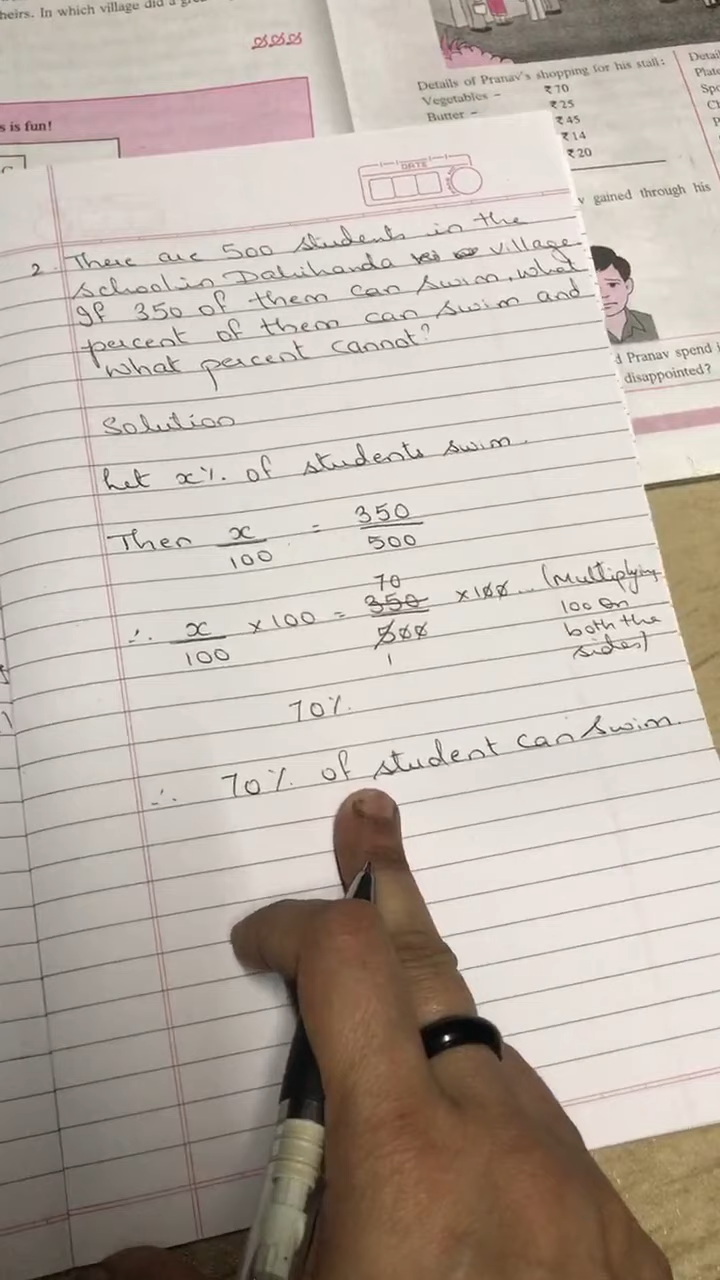 heirs. In which village did a
s is fun!
Details of Pranav's shopping for his stall:
Vegetables – ₹ 70
Butter – ₹ 25
₹ 45
₹ 14
₹ 20
gained through his
d Pranav spend
disappointed?
DATE
2. There are 500 students in the
school in Dahihanda village
If 350 of them can swim, what
percent of them can swim and
what percent cannot?
Solution
Let x% of students swim.
Then x/100 = 350/500
∴ x/100 × 100 = 350/500 × 100 ... (Multiplying
100 on
both the
sides)
70
1
70%
∴ 70% of student can swim.